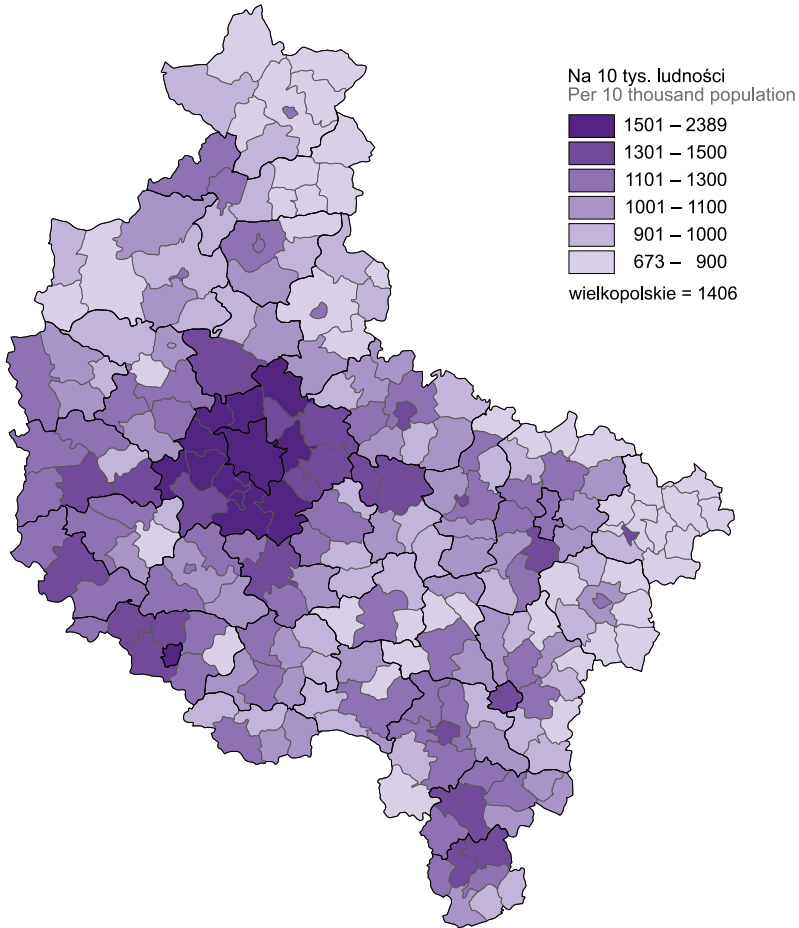 Na 10 tys. ludności
Per 10 thousand population
1501 – 2389
1301 – 1500
1101 – 1300
1001 – 1100
901 – 1000
673 – 900
wielkopolskie = 1406